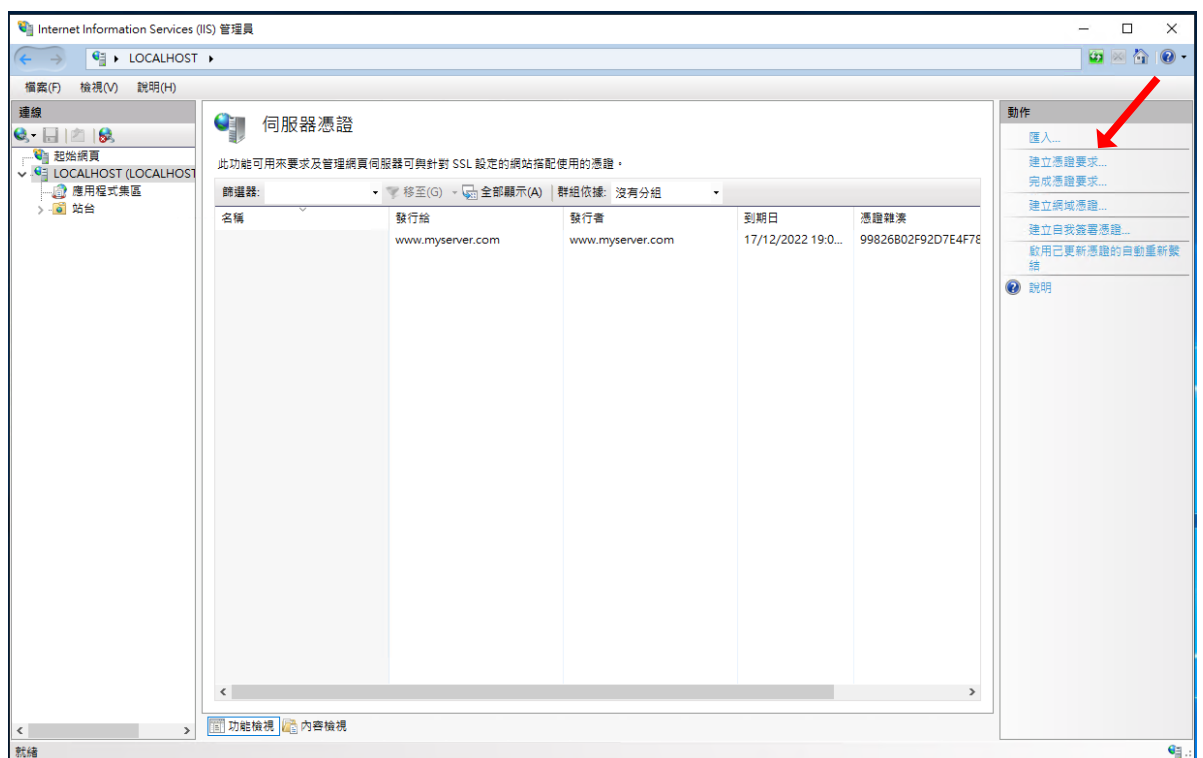 Internet Information Services (IIS) 管理員
LOCALHOST
檔案(F) 檢視(V) 說明(H)
連線
起始網頁
LOCALHOST (LOCALHOST
應用程式集區
站台
伺服器憑證
此功能可用來要求及管理網頁伺服器可與針對 SSL 設定的網站搭配使用的憑證。
篩選器: 移至(G) 全部顯示(A) 群組依據: 沒有分組
名稱 發行給 發行者 到期日 憑證雜湊
www.myserver.com www.myserver.com 17/12/2022 19:0... 99826B02F92D7E4F78
功能檢視 內容檢視
動作
匯入...
建立憑證要求...
完成憑證要求...
建立網域憑證...
建立自我簽署憑證...
啟用已更新憑證的自動重新繫
結
說明
就緒